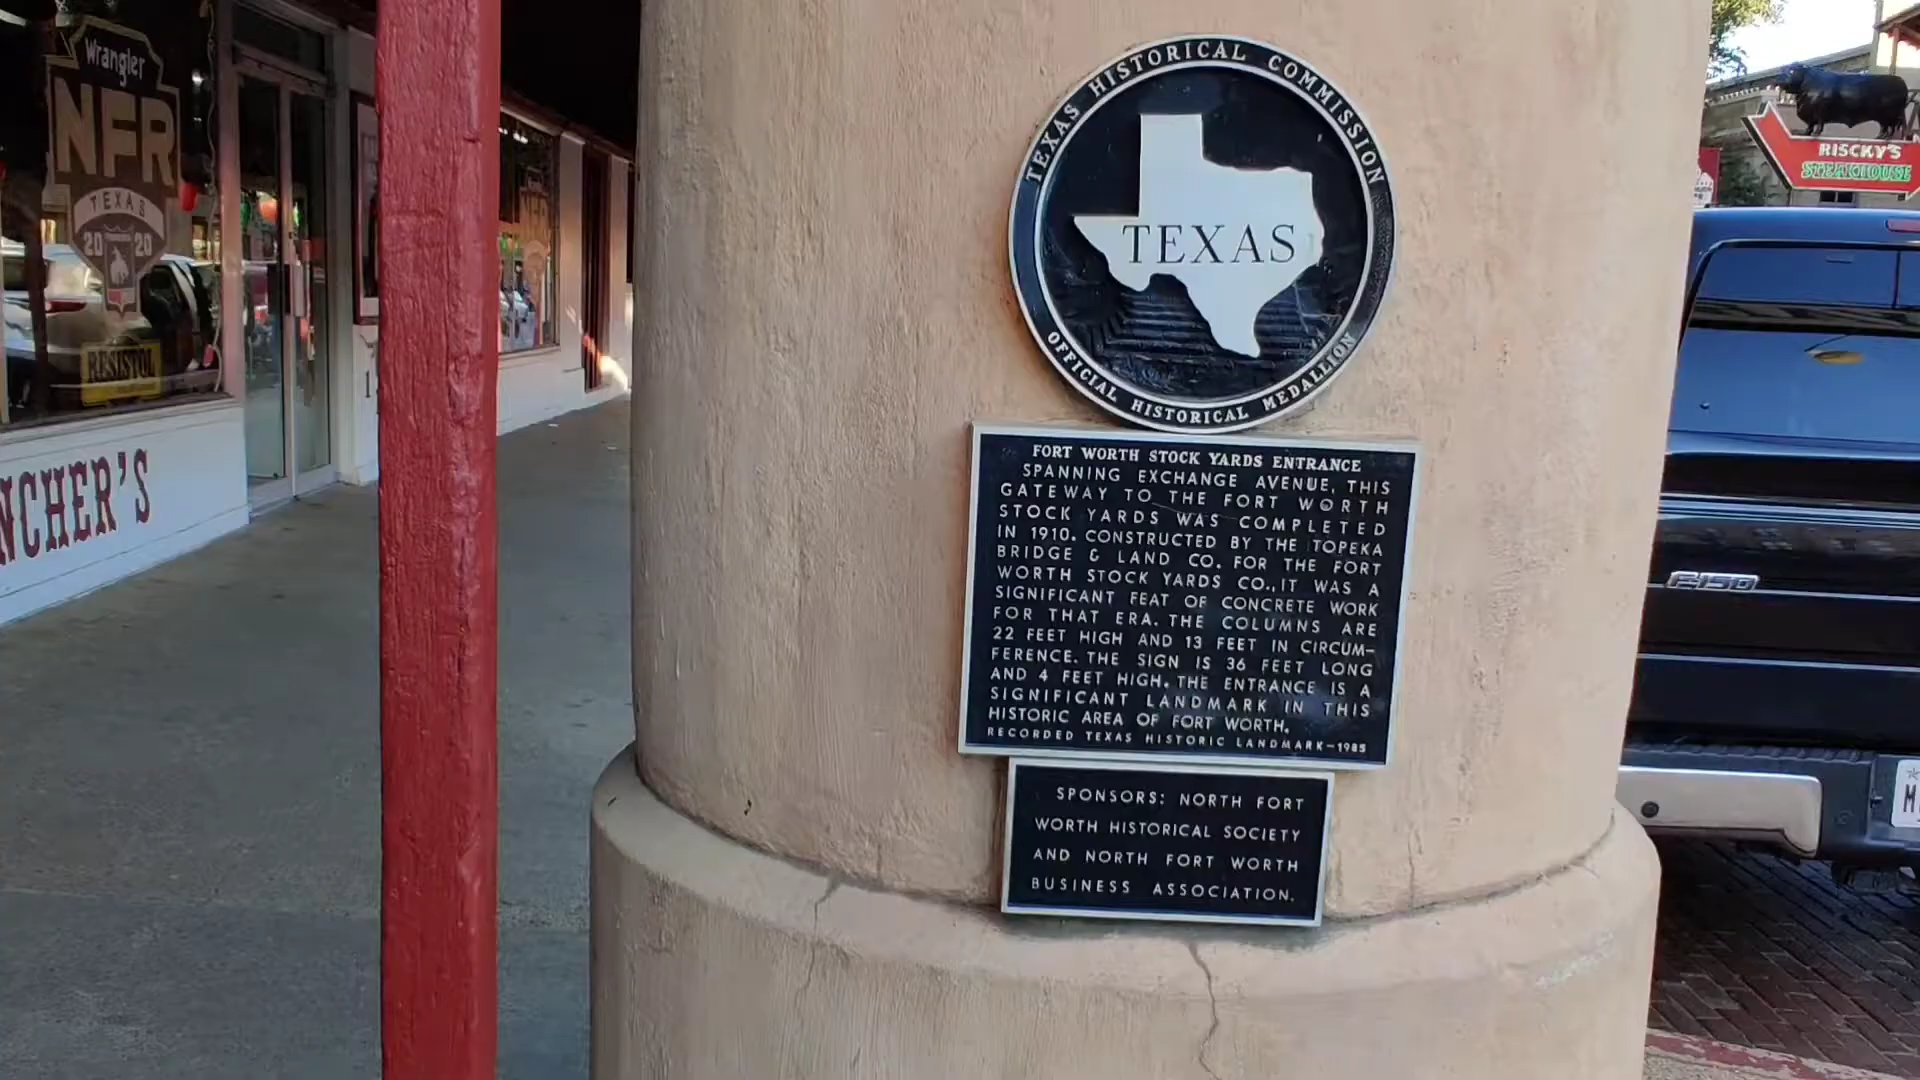 Wrangler
NFR
TEXAS
20 20
RESISTOL
NCHER'S
TEXAS HISTORICAL COMMISSION
TEXAS
OFFICIAL HISTORICAL MEDALLION
FORT WORTH STOCK YARDS ENTRANCE
SPANNING EXCHANGE AVENUE, THIS
GATEWAY TO THE FORT WORTH
STOCK YARDS WAS COMPLETED
IN 1910. CONSTRUCTED BY THE TOPEKA
BRIDGE & LAND CO. FOR THE FORT
WORTH STOCK YARDS CO., IT WAS A
SIGNIFICANT FEAT OF CONCRETE WORK
FOR THAT ERA. THE COLUMNS ARE
22 FEET HIGH AND 13 FEET IN CIRCUM-
FERENCE. THE SIGN IS 36 FEET LONG
AND 4 FEET HIGH. THE ENTRANCE IS A
SIGNIFICANT LANDMARK IN THIS
HISTORIC AREA OF FORT WORTH.
RECORDED TEXAS HISTORIC LANDMARK-1985
SPONSORS: NORTH FORT
WORTH HISTORICAL SOCIETY
AND NORTH FORT WORTH
BUSINESS ASSOCIATION.
RISCKY'S
STEAKHOUSE
F-150
M